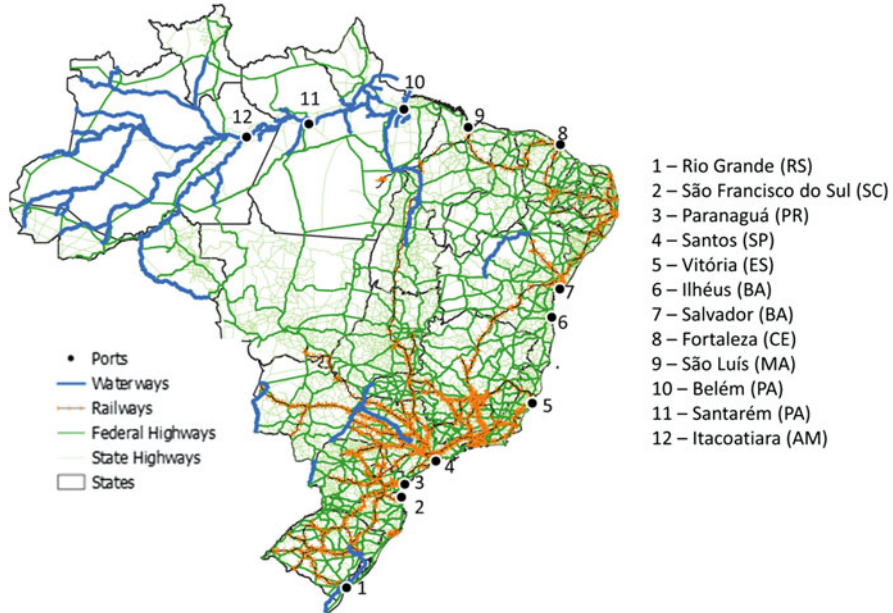 10
11
9
12
8
1 – Rio Grande (RS)
2 – São Francisco do Sul (SC)
3 – Paranaguá (PR)
4 – Santos (SP)
5 – Vitória (ES)
6 – Ilhéus (BA)
7 – Salvador (BA)
8 – Fortaleza (CE)
9 – São Luís (MA)
10 – Belém (PA)
11 – Santarém (PA)
12 – Itacoatiara (AM)
7
6
Ports
Waterways
Railways
Federal Highways
State Highways
States
5
4
3
2
1